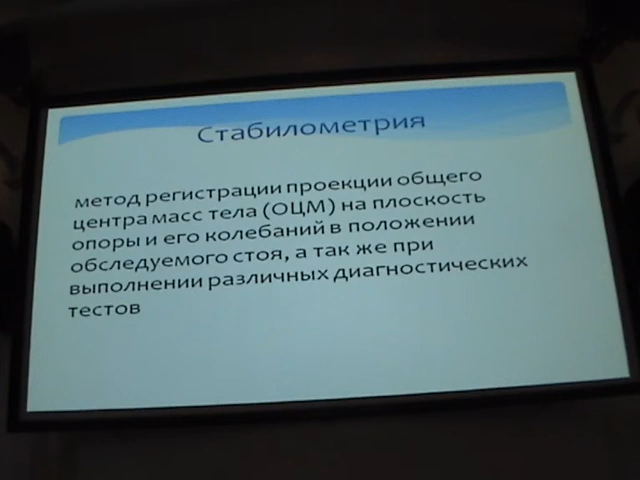 Стабилометрия
метод регистрации проекции общего
центра масс тела (ОЦМ) на плоскость
опоры и его колебаний в положении
обследуемого стоя, а так же при
выполнении различных диагностических
тестов